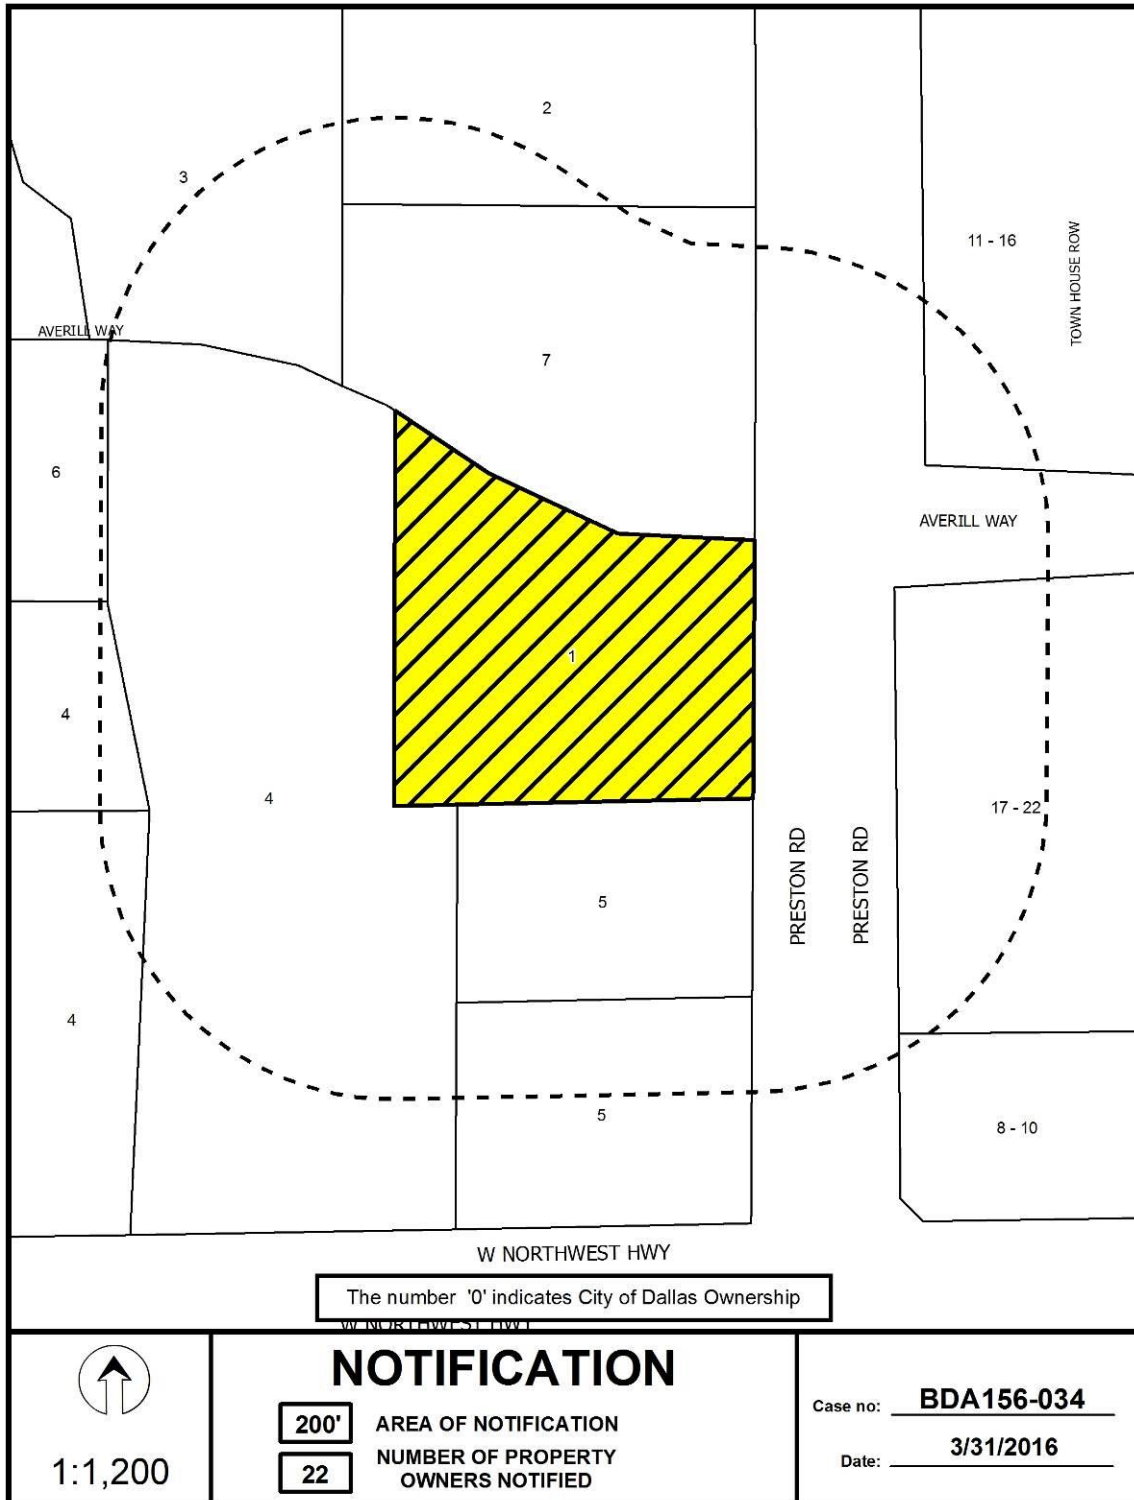 2
3
11 - 16
TOWN HOUSE ROW
AVERILL WAY
7
6
AVERILL WAY
1
4
4
17 - 22
PRESTON RD
PRESTON RD
5
4
5
8 - 10
W NORTHWEST HWY
The number '0' indicates City of Dallas Ownership
W NORTHWEST HWY
1:1,200
NOTIFICATION
200' AREA OF NOTIFICATION
22 NUMBER OF PROPERTY
OWNERS NOTIFIED
Case no: BDA156-034
Date: 3/31/2016